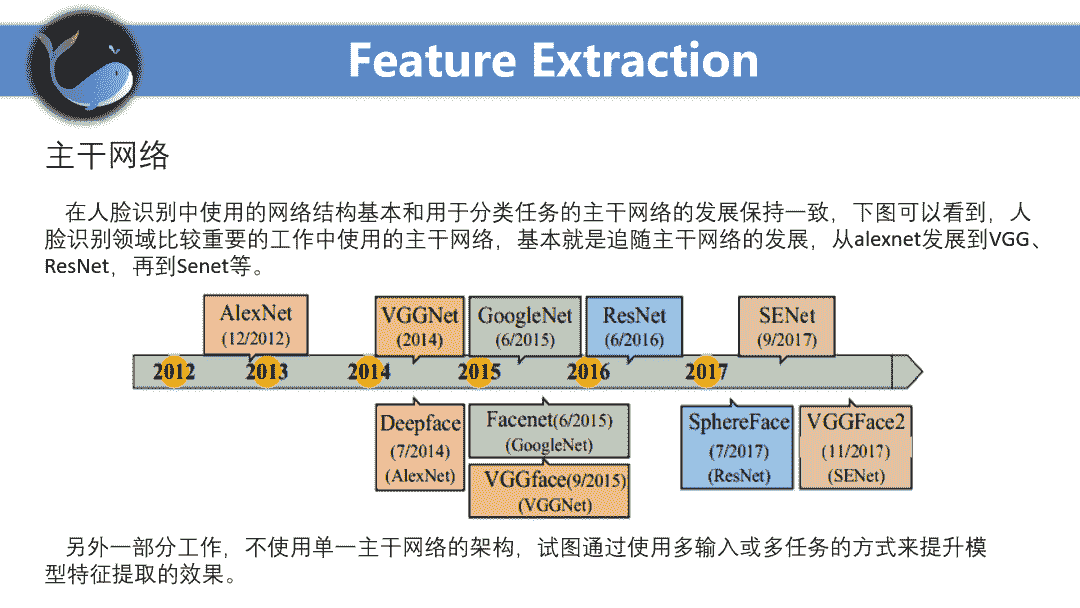 Feature Extraction
主干网络
在人脸识别中使用的网络结构基本和用于分类任务的主干网络的发展保持一致，下图可以看到，人
脸识别领域比较重要的工作中使用的主干网络，基本就是追随主干网络的发展，从alexnet发展到VGG、
ResNet，再到Senet等。
AlexNet
(12/2012)
VGGNet
(2014)
GoogleNet
(6/2015)
ResNet
(6/2016)
SENet
(9/2017)
2012 2013 2014 2015 2016 2017
Deepface
(7/2014)
(AlexNet)
Facenet(6/2015)
(GoogleNet)
VGGface(9/2015)
(VGGNet)
SphereFace
(7/2017)
(ResNet)
VGGFace2
(11/2017)
(SENet)
另外一部分工作，不使用单一主干网络的架构，试图通过使用多输入或多任务的方式来提升模
型特征提取的效果。